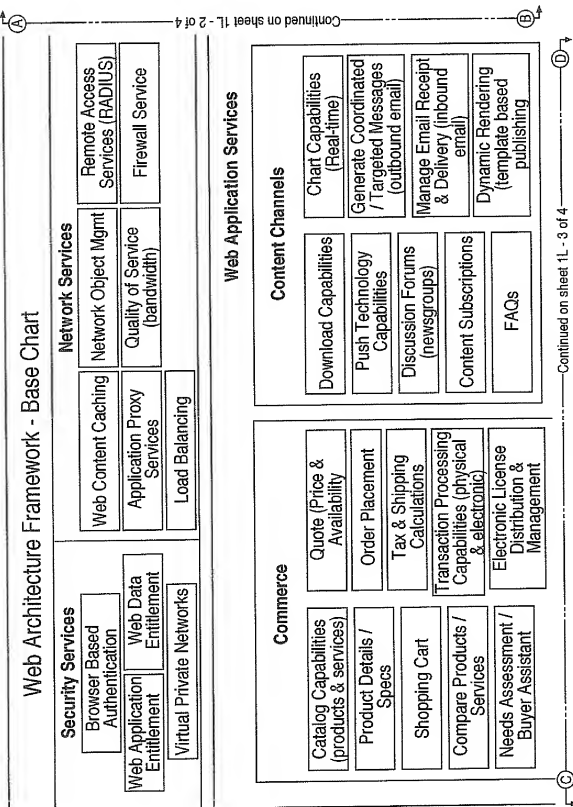 Web Architecture Framework - Base Chart
Security Services
Browser Based
Authentication
Web Application
Entitlement
Web Data
Entitlement
Virtual Private Networks
Network Services
Web Content Caching
Network Object Mgmt
Remote Access
Services (RADIUS)
Application Proxy
Services
Quality of Service
(bandwidth)
Firewall Service
Load Balancing
Web Application Services
Commerce
Catalog Capabilities
(products & services)
Quote (Price &
Availability
Product Details /
Specs
Order Placement
Shopping Cart
Tax & Shipping
Calculations
Compare Products /
Services
Transaction Processing
Capabilities (physical
& electronic)
Needs Assessment /
Buyer Assistant
Electronic License
Distribution &
Management
Content Channels
Download Capabilities
Chart Capabilities
(Real-time)
Push Technology
Capabilities
Generate Coordinated
/ Targeted Messages
(outbound email)
Discussion Forums
(newsgroups)
Manage Email Receipt
& Delivery (inbound
email)
Content Subscriptions
Dynamic Rendering
(template based
publishing
FAQs
A
Continued on sheet 1L - 2 of 4
B
C
Continued on sheet 1L - 3 of 4
D